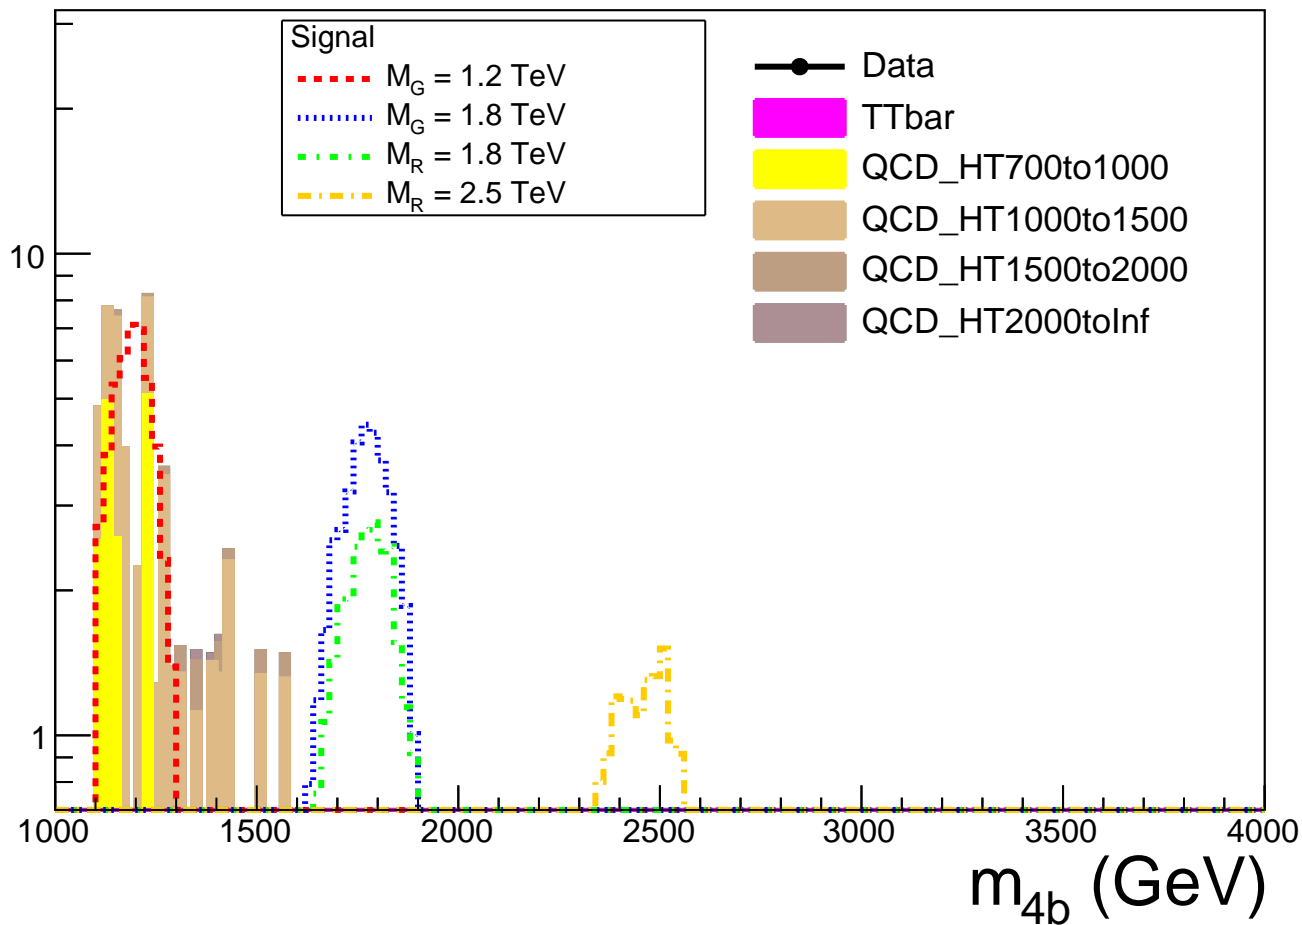 Signal
M_G = 1.2 TeV
M_G = 1.8 TeV
M_R = 1.8 TeV
M_R = 2.5 TeV
Data
TTbar
QCD_HT700to1000
QCD_HT1000to1500
QCD_HT1500to2000
QCD_HT2000toInf
10
1
1000 1500 2000 2500 3000 3500 4000
m_4b (GeV)